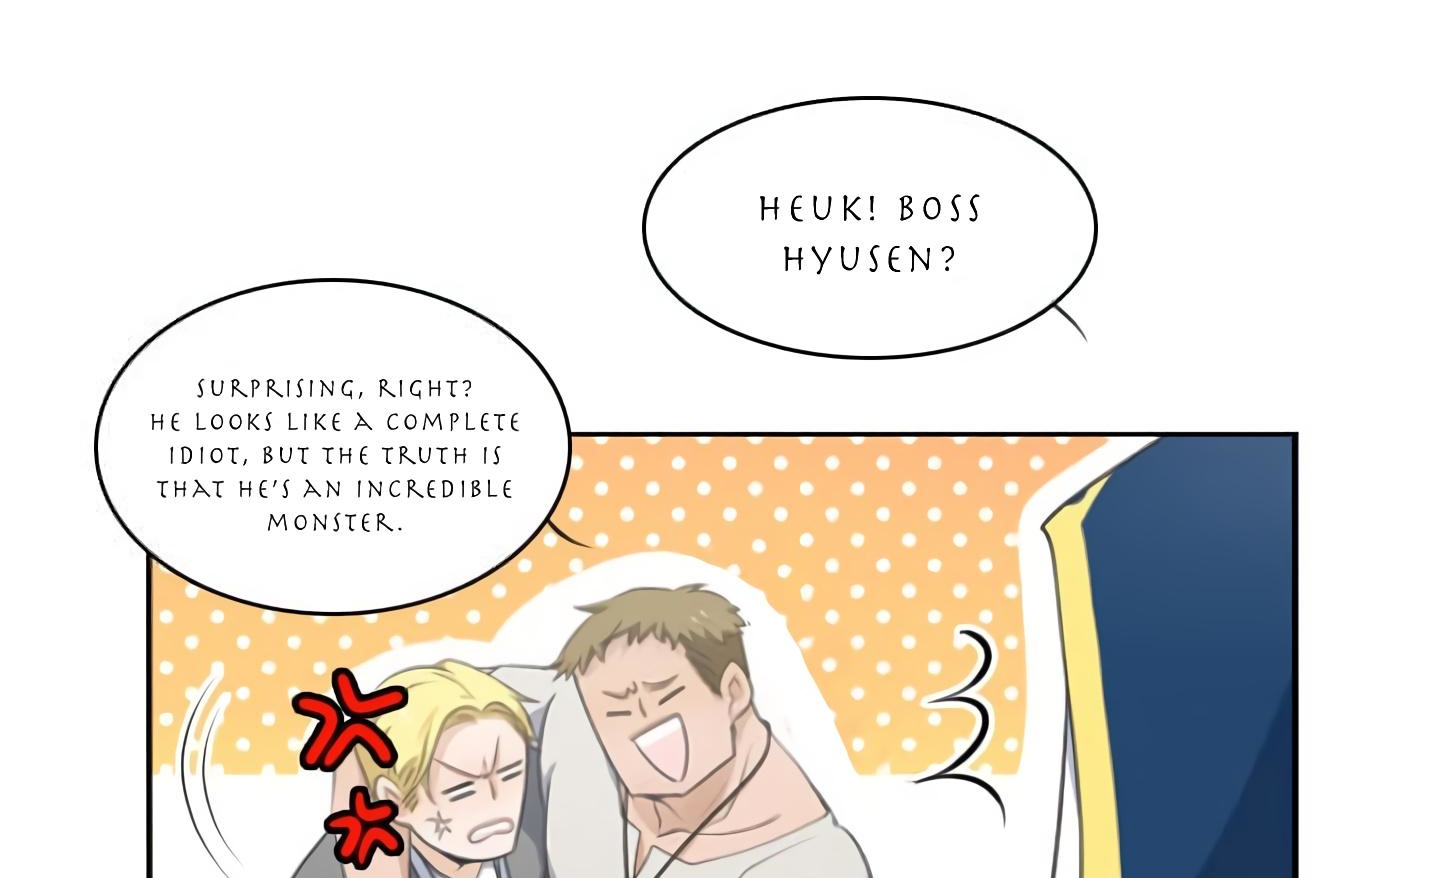 HEUK! BOSS
HYUSEN?
SURPRISING, RIGHT?
HE LOOKS LIKE A COMPLETE
IDIOT, BUT THE TRUTH IS
THAT HE'S AN INCREDIBLE
MONSTER.